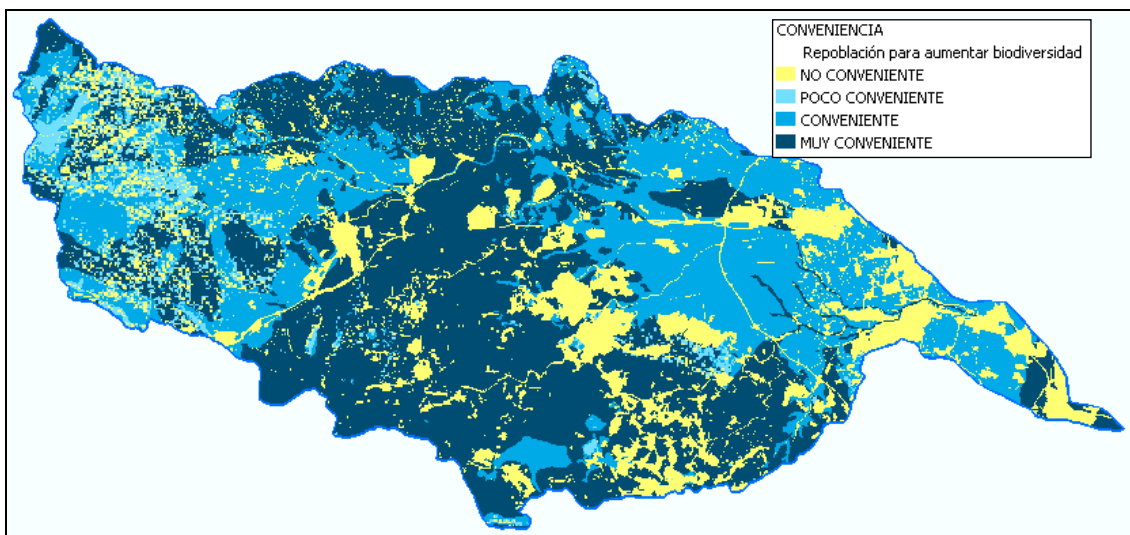 CONVENIENCIA
Repoblación para aumentar biodiversidad
NO CONVENIENTE
POCO CONVENIENTE
CONVENIENTE
MUY CONVENIENTE